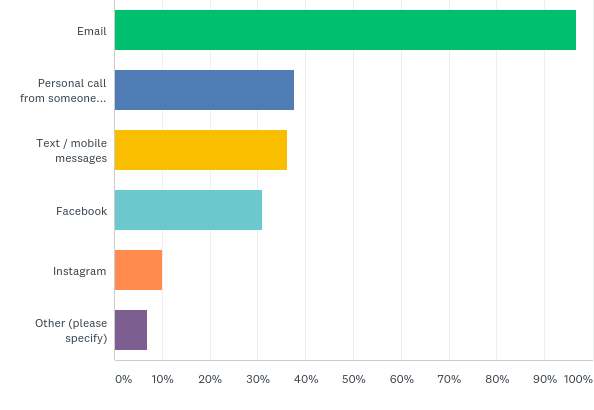 Email
Personal call
from someone...
Text / mobile
messages
Facebook
Instagram
Other (please
specify)
0% 10% 20% 30% 40% 50% 60% 70% 80% 90% 100%